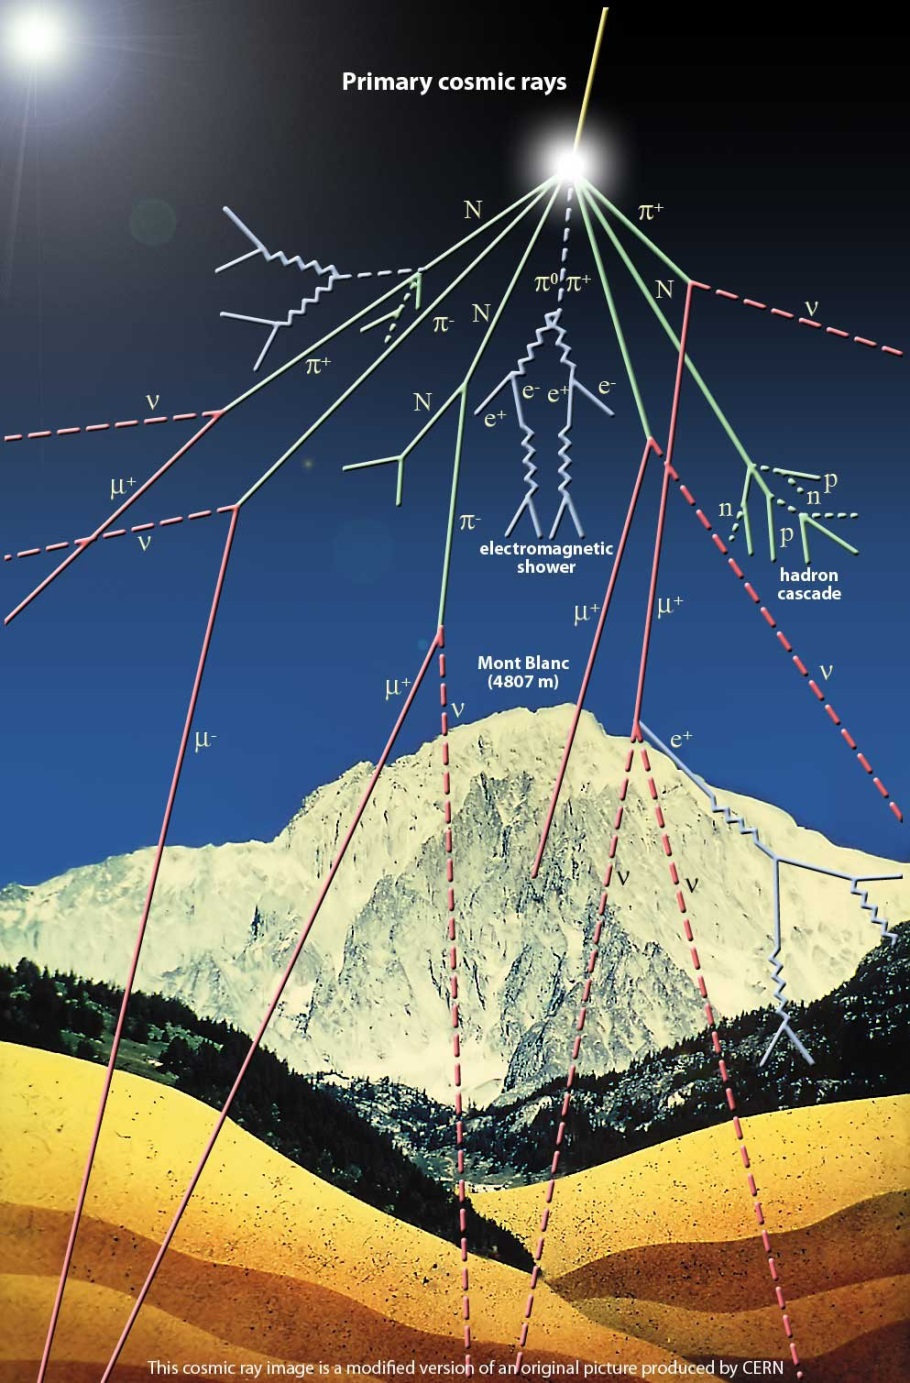 Primary cosmic rays
N
π⁺
π⁰
π⁺
N
ν
π⁻
N
π⁺
e⁻
e⁺
e⁻
e⁺
ν
N
μ⁺
p
n
n
π⁻
p
ν
electromagnetic
shower
hadron
cascade
μ⁺
μ⁺
Mont Blanc
(4807 m)
ν
μ⁺
ν
μ⁻
e⁺
ν
ν
This cosmic ray image is a modified version of an original picture produced by CERN